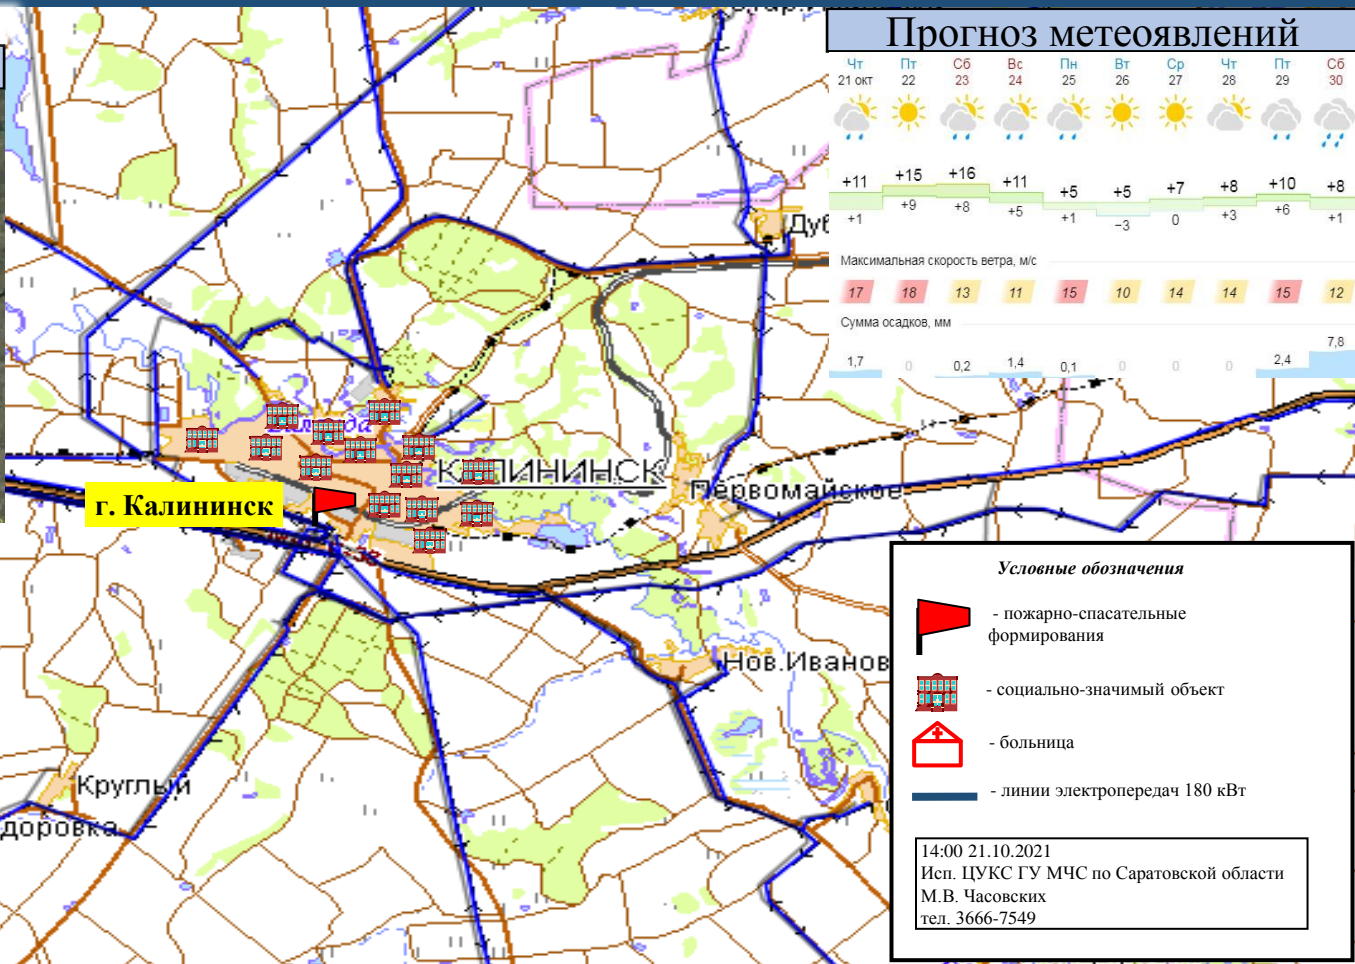 Прогноз метеоявлений
Чт Пт Сб Вс Пн Вт Ср Чт Пт Сб
21 окт 22 23 24 25 26 27 28 29 30
+11 +15 +16 +11 +5 +5 +7 +8 +10 +8
+1 +9 +8 +5 +1 −3 0 +3 +6 +1
Максимальная скорость ветра, м/с
17 18 13 11 15 10 14 14 15 12
Сумма осадков, мм
1,7 0 0,2 1,4 0,1 0 0 0 2,4 7,8
Дуб
КАЛИНИНСК
Первомайское
г. Калининск
Нов.Иванов
Круглый
доровка
Условные обозначения
- пожарно-спасательные
формирования
- социально-значимый объект
- больница
- линии электропередач 180 кВт
14:00 21.10.2021
Исп. ЦУКС ГУ МЧС по Саратовской области
М.В. Часовских
тел. 3666-7549